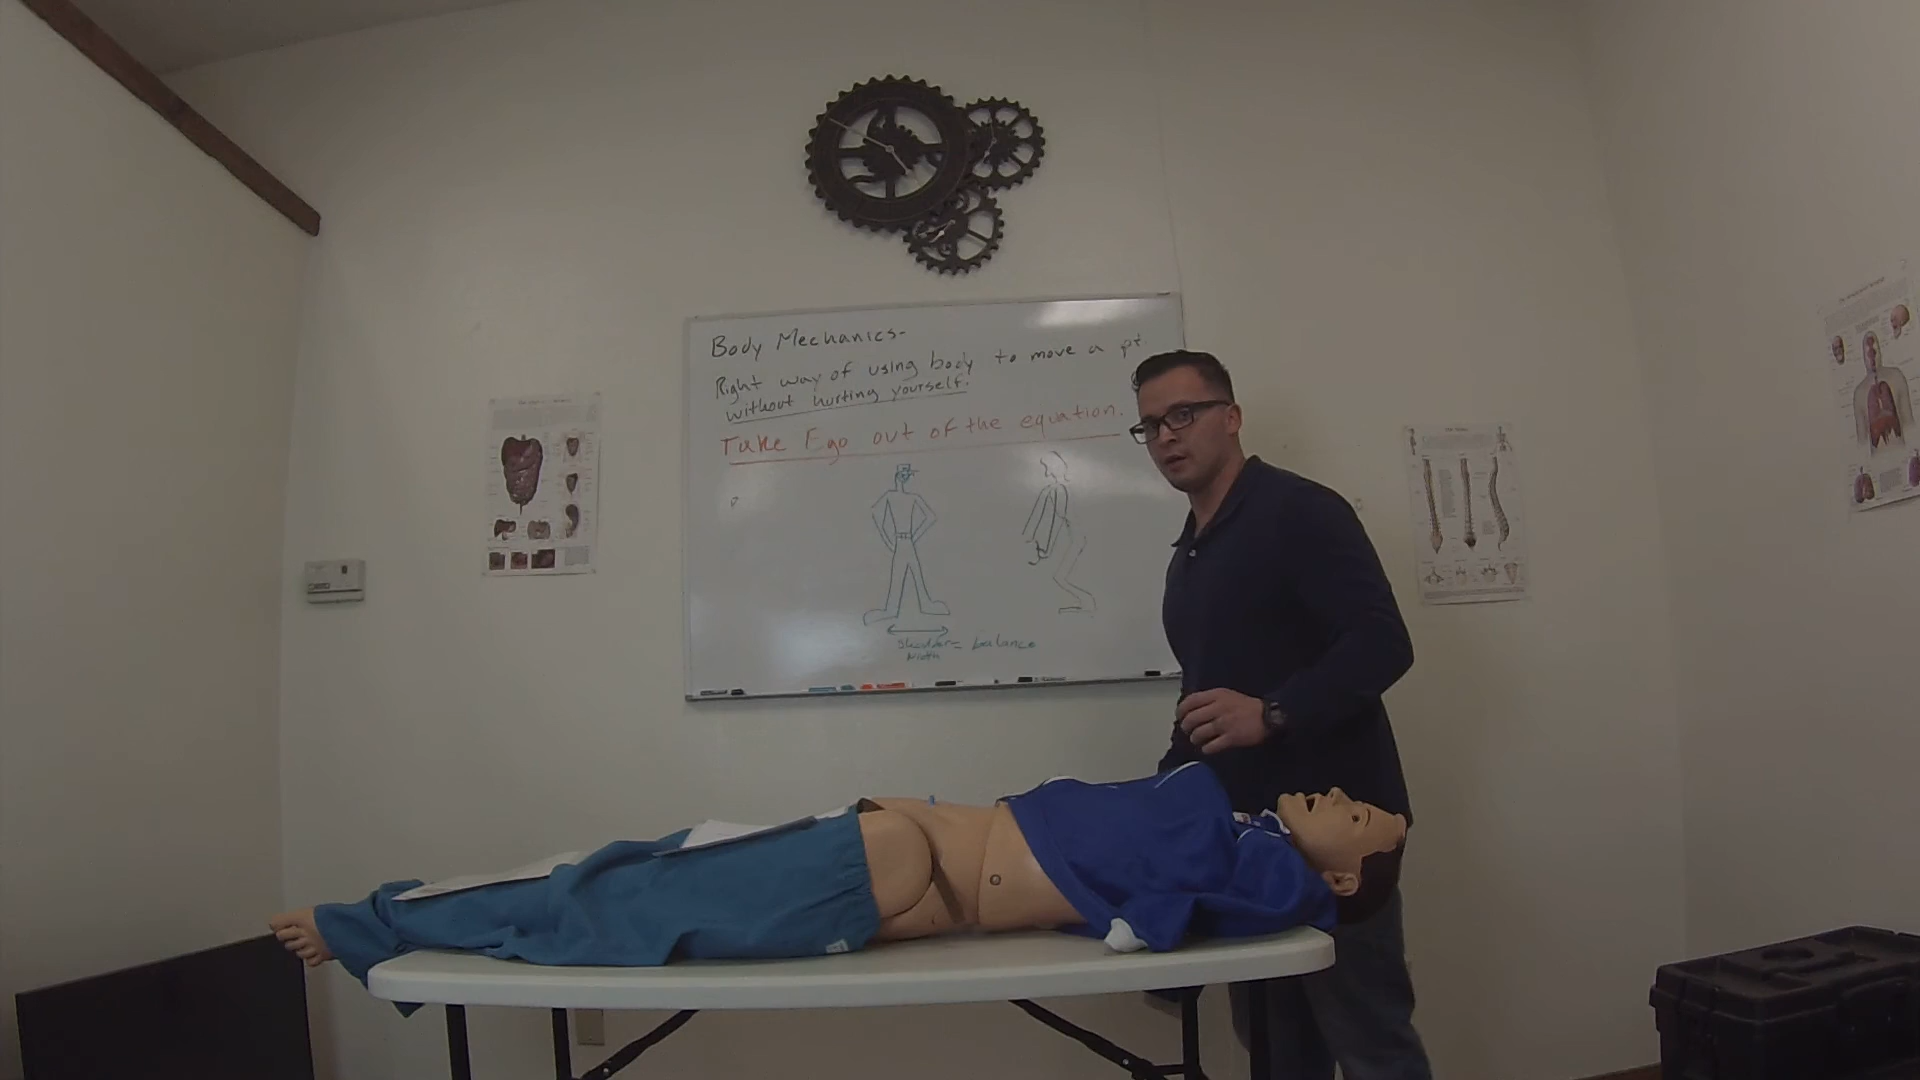 Body Mechanics-
Right way of using body to move a pt.
without hurting yourself.
Take Ego out of the equation.
Shoulder = balance
Width